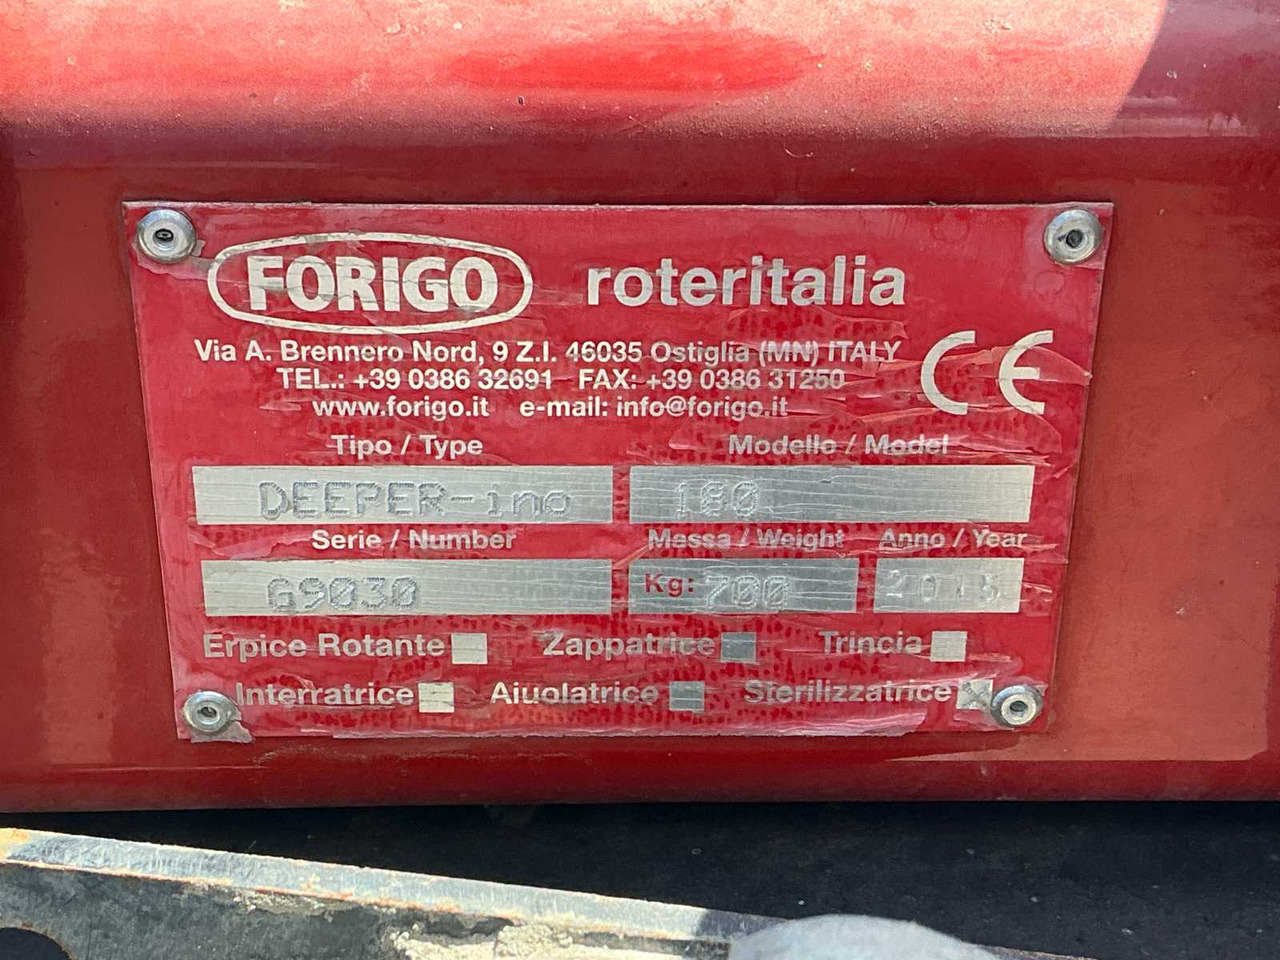 FORIGO roteritalia
Via A. Brennero Nord, 9 Z.I. 46035 Ostiglia (MN) ITALY
TEL.: +39 0386 32691 FAX: +39 0386 31250
www.forigo.it e-mail: info@forigo.it
CE
Tipo / Type Modello / Model
DEEPER-ino 180
Serie / Number Massa / Weight Anno / Year
G9030 Kg: 700
Erpice Rotante Zappatrice Trincia
Interratrice Aiuolatrice Sterilizzatrice